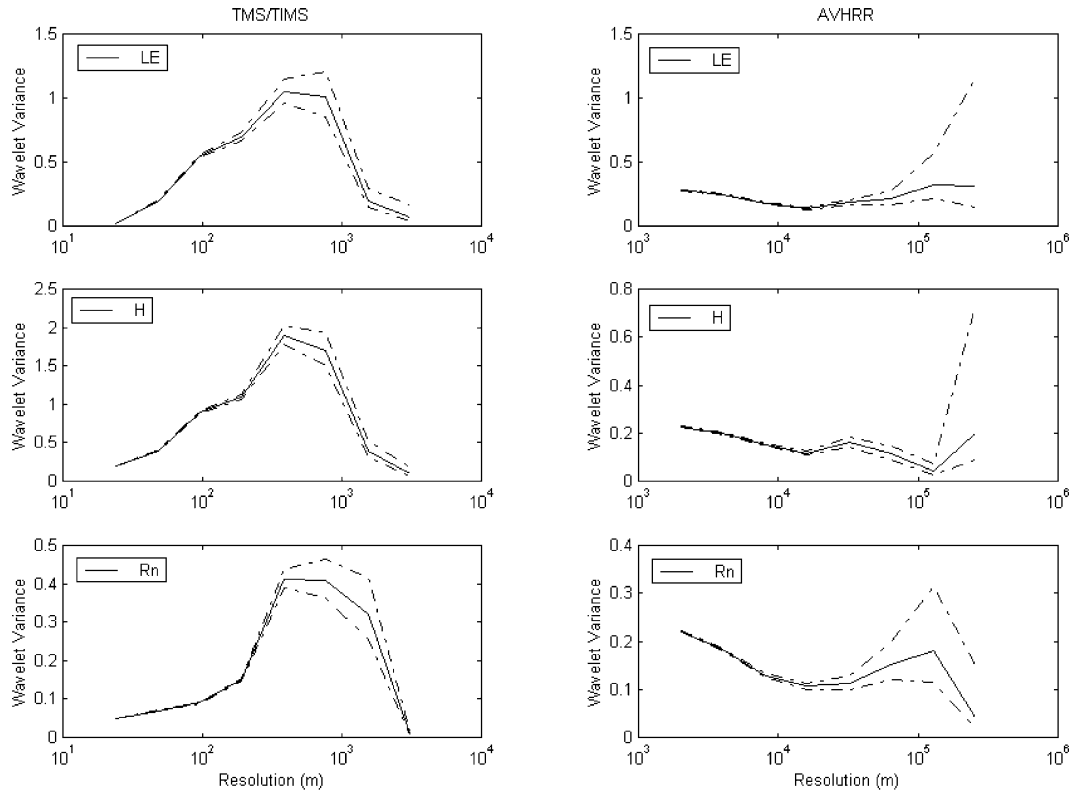 TMS/TIMS
1.5
1
0.5
0
Wavelet Variance
LE
10^1 10^2 10^3 10^4
AVHRR
1.5
1
0.5
0
Wavelet Variance
LE
10^3 10^4 10^5 10^6
2.5
2
1.5
1
0.5
0
Wavelet Variance
H
10^1 10^2 10^3 10^4
0.8
0.6
0.4
0.2
0
Wavelet Variance
H
10^3 10^4 10^5 10^6
0.5
0.4
0.3
0.2
0.1
0
Wavelet Variance
Rn
10^1 10^2 10^3 10^4
Resolution (m)
0.4
0.3
0.2
0.1
0
Wavelet Variance
Rn
10^3 10^4 10^5 10^6
Resolution (m)